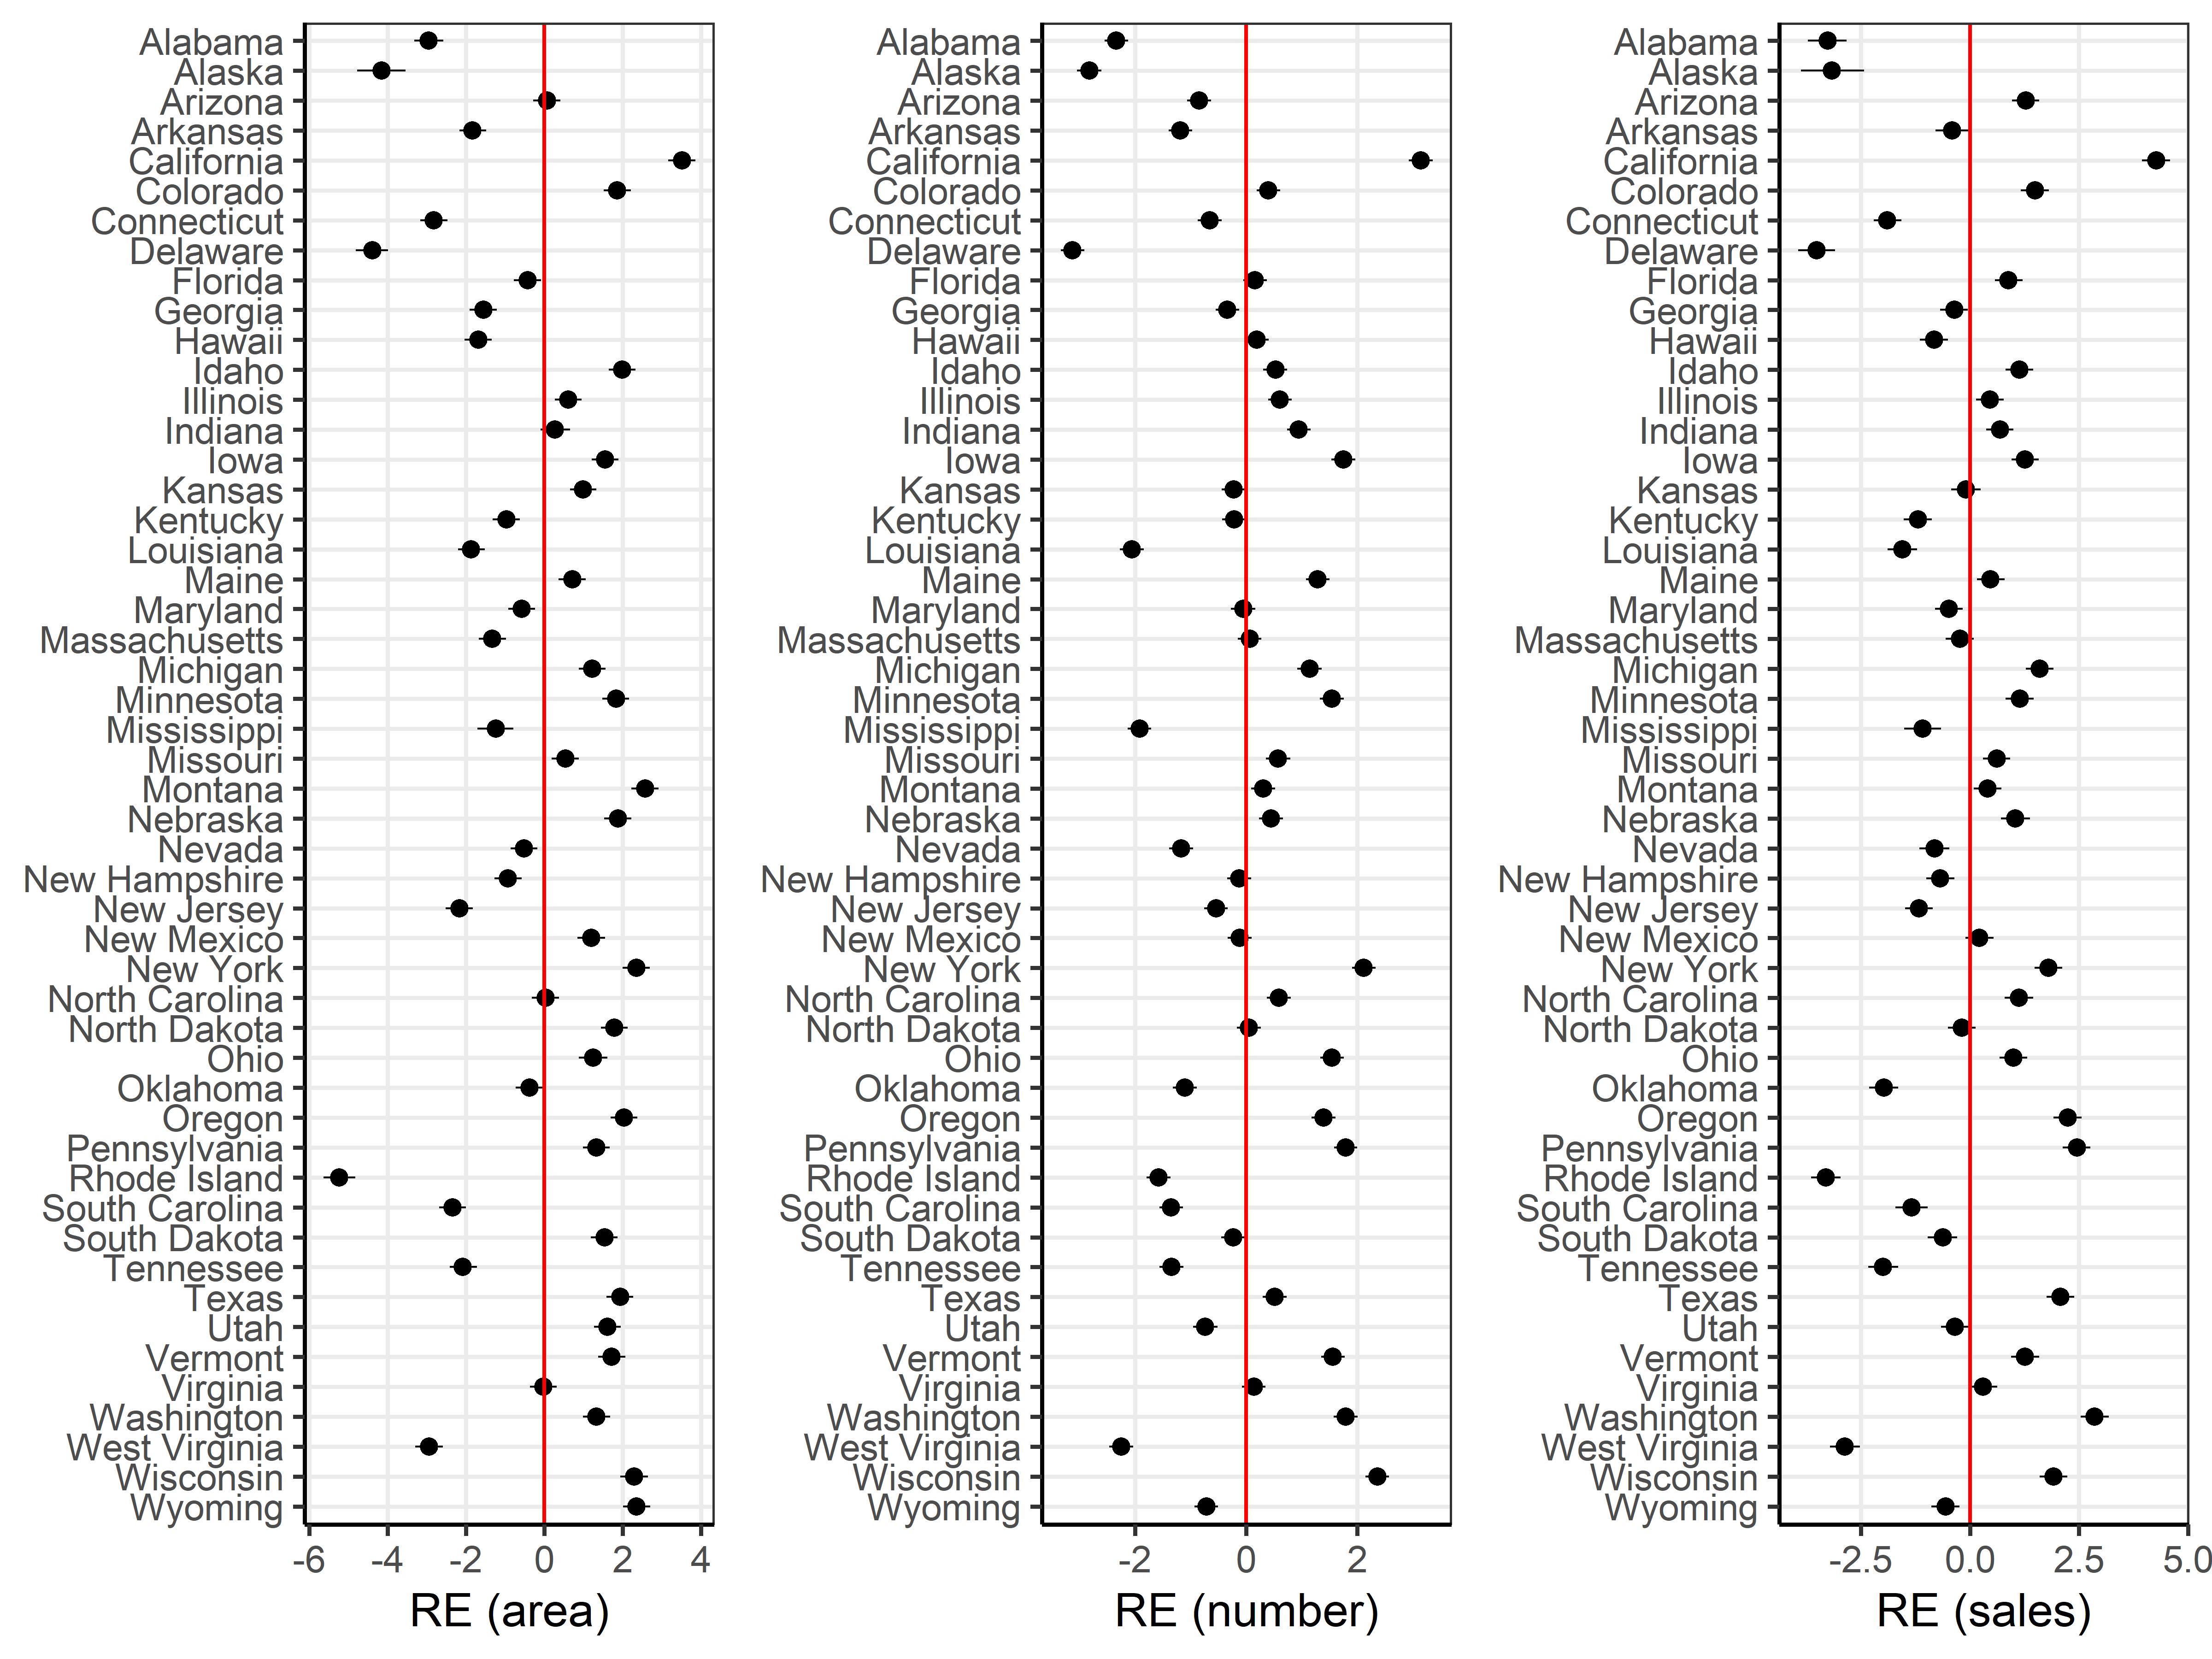 Alabama
Alaska
Arizona
Arkansas
California
Colorado
Connecticut
Delaware
Florida
Georgia
Hawaii
Idaho
Illinois
Indiana
Iowa
Kansas
Kentucky
Louisiana
Maine
Maryland
Massachusetts
Michigan
Minnesota
Mississippi
Missouri
Montana
Nebraska
Nevada
New Hampshire
New Jersey
New Mexico
New York
North Carolina
North Dakota
Ohio
Oklahoma
Oregon
Pennsylvania
Rhode Island
South Carolina
South Dakota
Tennessee
Texas
Utah
Vermont
Virginia
Washington
West Virginia
Wisconsin
Wyoming
-6 -4 -2 0 2 4
RE (area)
Alabama
Alaska
Arizona
Arkansas
California
Colorado
Connecticut
Delaware
Florida
Georgia
Hawaii
Idaho
Illinois
Indiana
Iowa
Kansas
Kentucky
Louisiana
Maine
Maryland
Massachusetts
Michigan
Minnesota
Mississippi
Missouri
Montana
Nebraska
Nevada
New Hampshire
New Jersey
New Mexico
New York
North Carolina
North Dakota
Ohio
Oklahoma
Oregon
Pennsylvania
Rhode Island
South Carolina
South Dakota
Tennessee
Texas
Utah
Vermont
Virginia
Washington
West Virginia
Wisconsin
Wyoming
-2 0 2
RE (number)
Alabama
Alaska
Arizona
Arkansas
California
Colorado
Connecticut
Delaware
Florida
Georgia
Hawaii
Idaho
Illinois
Indiana
Iowa
Kansas
Kentucky
Louisiana
Maine
Maryland
Massachusetts
Michigan
Minnesota
Mississippi
Missouri
Montana
Nebraska
Nevada
New Hampshire
New Jersey
New Mexico
New York
North Carolina
North Dakota
Ohio
Oklahoma
Oregon
Pennsylvania
Rhode Island
South Carolina
South Dakota
Tennessee
Texas
Utah
Vermont
Virginia
Washington
West Virginia
Wisconsin
Wyoming
-2.5 0.0 2.5 5.0
RE (sales)